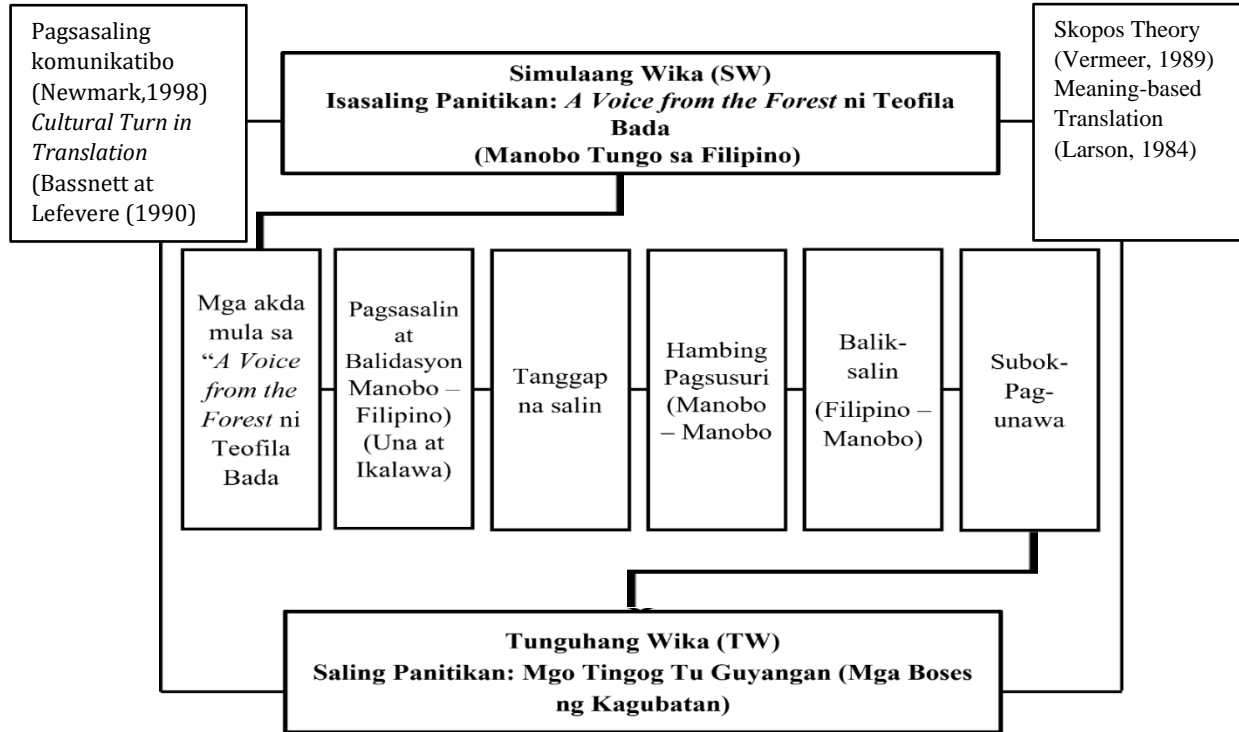 Pagsasaling
komunikatibo
(Newmark,1998)
Cultural Turn in
Translation
(Bassnett at
Lefevere (1990)
Simulaang Wika (SW)
Isasaling Panitikan: A Voice from the Forest ni Teofila
Bada
(Manobo Tungo sa Filipino)
Skopos Theory
(Vermeer, 1989)
Meaning-based
Translation
(Larson, 1984)
Mga akda
mula sa
“A Voice
from the
Forest ni
Teofila
Bada
Pagsasalin
at
Balidasyon
Manobo –
Filipino)
(Una at
Ikalawa)
Tanggap
na salin
Hambing
Pagsusuri
(Manobo
– Manobo
Balik-
salin
(Filipino –
Manobo)
Subok-
Pag-
unawa
Tunguhang Wika (TW)
Saling Panitikan: Mgo Tingog Tu Guyangan (Mga Boses
ng Kagubatan)